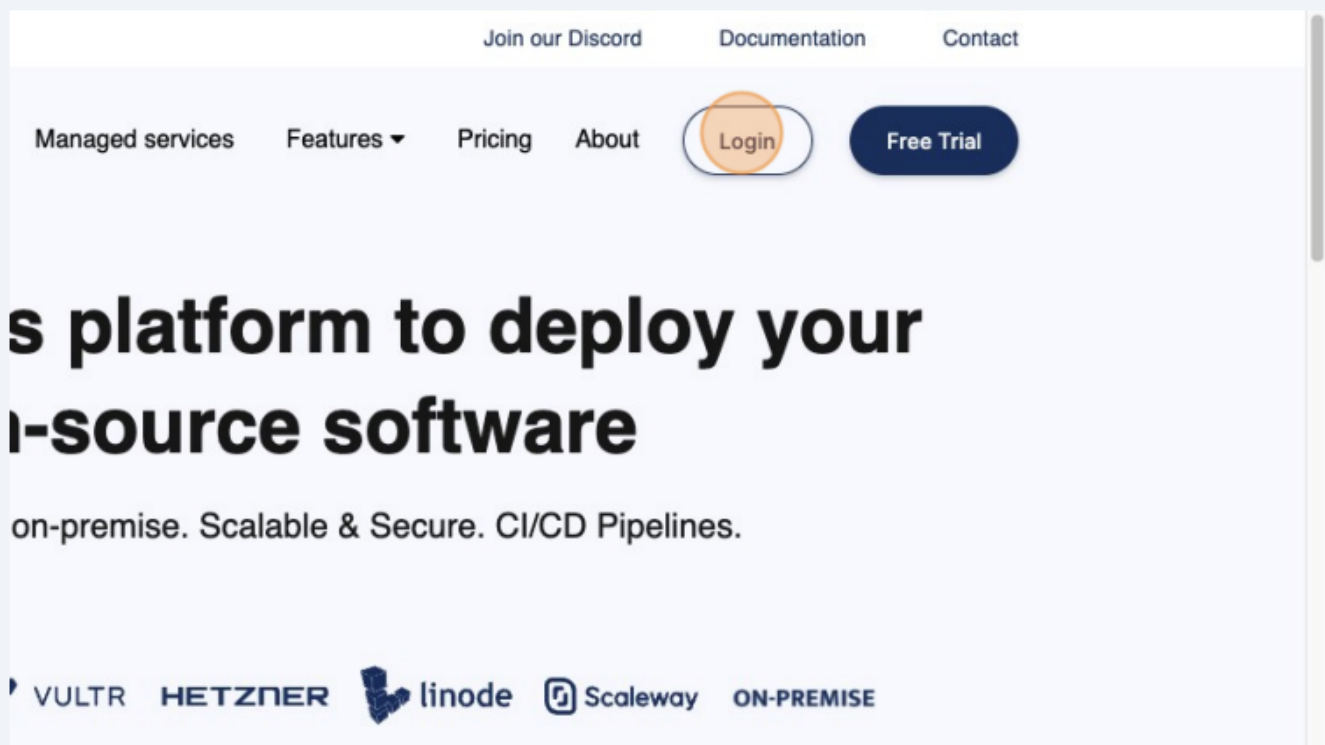 Join our Discord Documentation Contact
Managed services Features Pricing About Login Free Trial
s platform to deploy your
-source software
on-premise. Scalable & Secure. CI/CD Pipelines.
VULTR HETZNER linode Scaleway ON-PREMISE